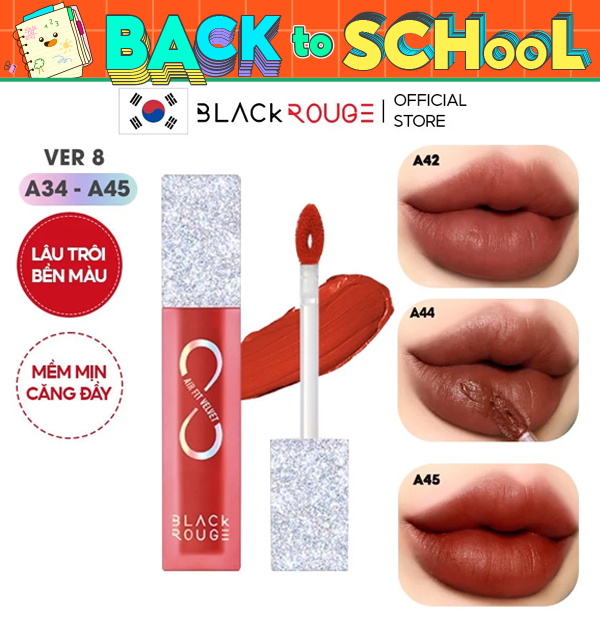 BACK to SCHooL
BLACK ROUGE
OFFICIAL
STORE
VER 8
A34 - A45
LÂU TRÔI
BỀN MÀU
MỀM MỊN
CĂNG ĐẦY
AIR FIT VELVET
BLACK
ROUGE
A42
A44
A45